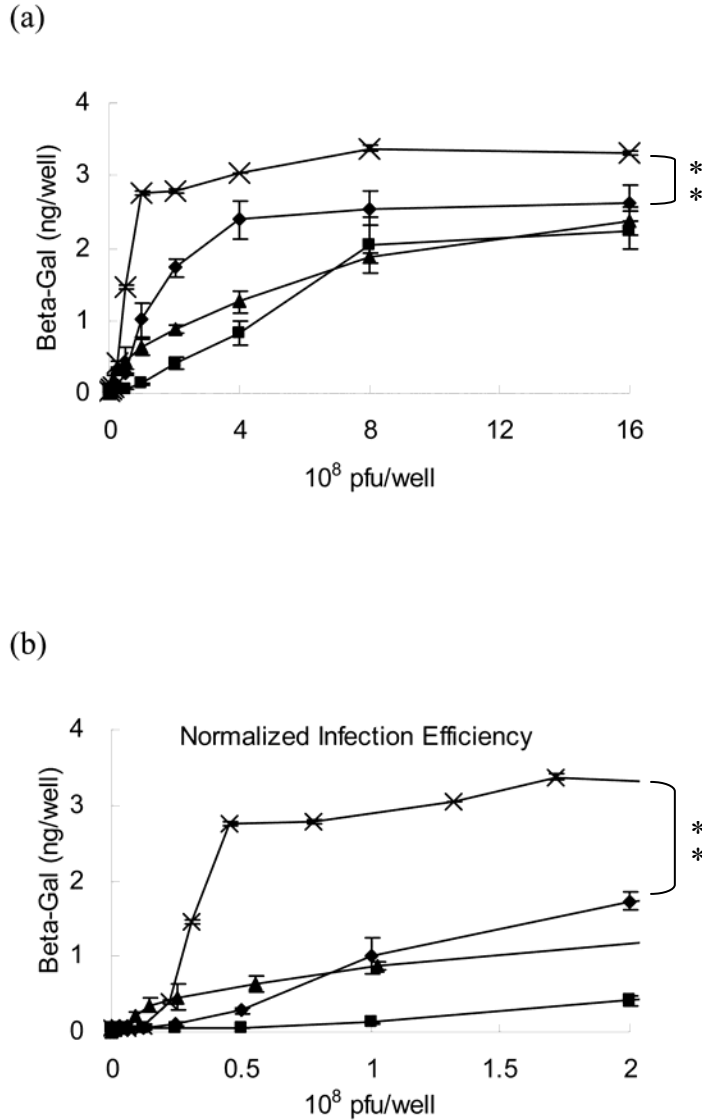 (a)
4
3
2
1
0
Beta-Gal (ng/well)
0 4 8 12 16
10⁸ pfu/well
* *
(b)
Normalized Infection Efficiency
4
3
2
1
0
Beta-Gal (ng/well)
0 0.5 1 1.5 2
10⁸ pfu/well
* *